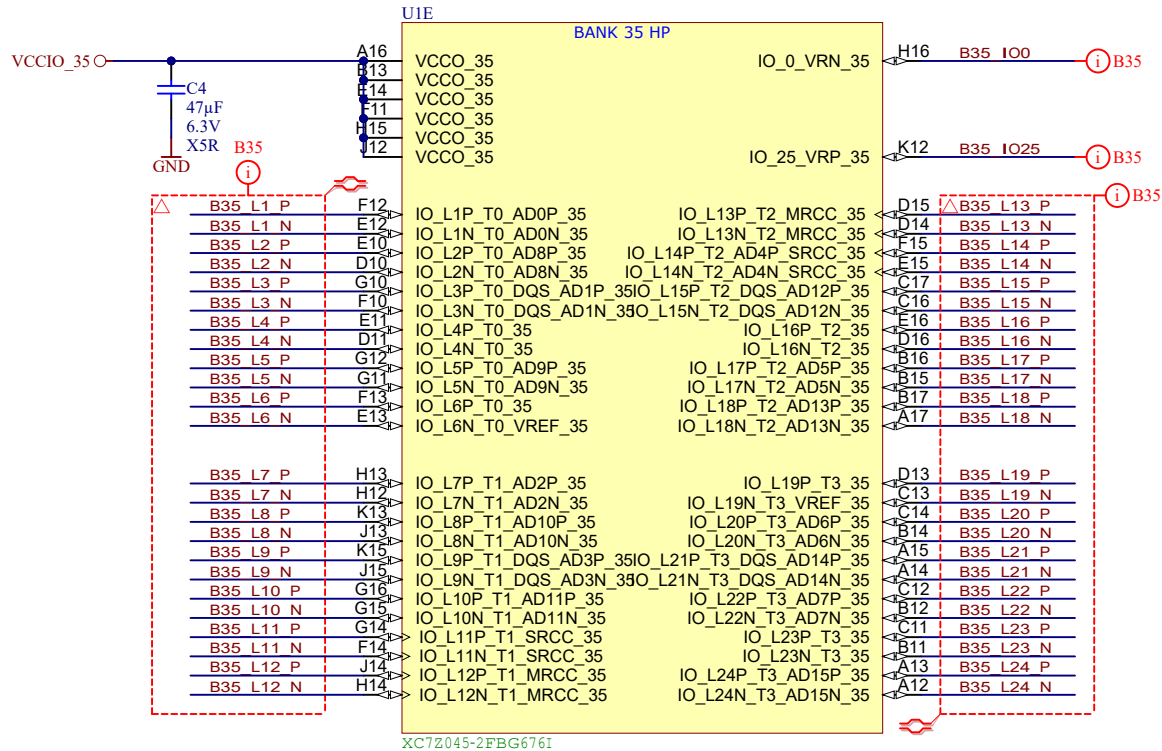 U1E
BANK 35 HP
VCCIO_35
A16 VCCO_35
B13 VCCO_35
E14 VCCO_35
F11 VCCO_35
H15 VCCO_35
J12 VCCO_35
C4
47µF
6.3V
X5R
GND
IO_0_VRN_35 H16 B35_IO0 i B35
IO_25_VRP_35 K12 B35_IO25 i B35
B35
i
i B35
B35_L1_P F12 IO_L1P_T0_AD0P_35 IO_L13P_T2_MRCC_35 D15 B35_L13_P
B35_L1_N E12 IO_L1N_T0_AD0N_35 IO_L13N_T2_MRCC_35 D14 B35_L13_N
B35_L2_P E10 IO_L2P_T0_AD8P_35 IO_L14P_T2_AD4P_SRCC_35 F15 B35_L14_P
B35_L2_N D10 IO_L2N_T0_AD8N_35 IO_L14N_T2_AD4N_SRCC_35 E15 B35_L14_N
B35_L3_P G10 IO_L3P_T0_DQS_AD1P_35 IO_L15P_T2_DQS_AD12P_35 C17 B35_L15_P
B35_L3_N F10 IO_L3N_T0_DQS_AD1N_35 IO_L15N_T2_DQS_AD12N_35 C16 B35_L15_N
B35_L4_P E11 IO_L4P_T0_35 IO_L16P_T2_35 E16 B35_L16_P
B35_L4_N D11 IO_L4N_T0_35 IO_L16N_T2_35 D16 B35_L16_N
B35_L5_P G12 IO_L5P_T0_AD9P_35 IO_L17P_T2_AD5P_35 B16 B35_L17_P
B35_L5_N G11 IO_L5N_T0_AD9N_35 IO_L17N_T2_AD5N_35 B15 B35_L17_N
B35_L6_P F13 IO_L6P_T0_35 IO_L18P_T2_AD13P_35 B17 B35_L18_P
B35_L6_N E13 IO_L6N_T0_VREF_35 IO_L18N_T2_AD13N_35 A17 B35_L18_N
B35_L7_P H13 IO_L7P_T1_AD2P_35 IO_L19P_T3_35 D13 B35_L19_P
B35_L7_N H12 IO_L7N_T1_AD2N_35 IO_L19N_T3_VREF_35 C13 B35_L19_N
B35_L8_P K13 IO_L8P_T1_AD10P_35 IO_L20P_T3_AD6P_35 C14 B35_L20_P
B35_L8_N J13 IO_L8N_T1_AD10N_35 IO_L20N_T3_AD6N_35 B14 B35_L20_N
B35_L9_P K15 IO_L9P_T1_DQS_AD3P_35 IO_L21P_T3_DQS_AD14P_35 A15 B35_L21_P
B35_L9_N J15 IO_L9N_T1_DQS_AD3N_35 IO_L21N_T3_DQS_AD14N_35 A14 B35_L21_N
B35_L10_P G16 IO_L10P_T1_AD11P_35 IO_L22P_T3_AD7P_35 C12 B35_L22_P
B35_L10_N G15 IO_L10N_T1_AD11N_35 IO_L22N_T3_AD7N_35 B12 B35_L22_N
B35_L11_P G14 IO_L11P_T1_SRCC_35 IO_L23P_T3_35 C11 B35_L23_P
B35_L11_N F14 IO_L11N_T1_SRCC_35 IO_L23N_T3_35 B11 B35_L23_N
B35_L12_P J14 IO_L12P_T1_MRCC_35 IO_L24P_T3_AD15P_35 A13 B35_L24_P
B35_L12_N H14 IO_L12N_T1_MRCC_35 IO_L24N_T3_AD15N_35 A12 B35_L24_N
XC7Z045-2FBG676I